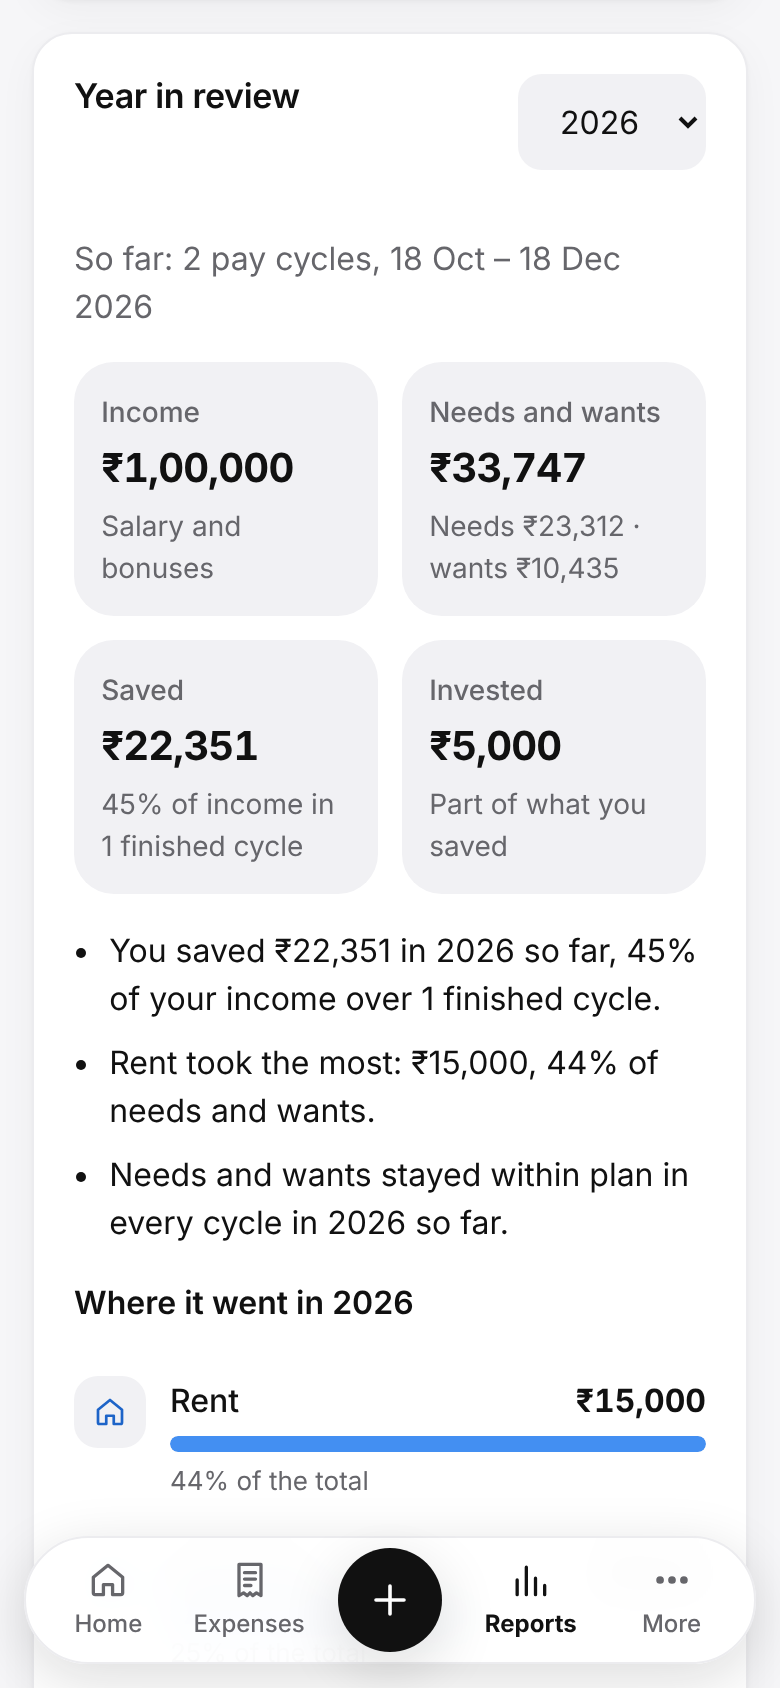 Year in review
2026
So far: 2 pay cycles, 18 Oct – 18 Dec
2026
Income
₹1,00,000
Salary and
bonuses
Needs and wants
₹33,747
Needs ₹23,312 ·
wants ₹10,435
Saved
₹22,351
45% of income in
1 finished cycle
Invested
₹5,000
Part of what you
saved
• You saved ₹22,351 in 2026 so far, 45%
of your income over 1 finished cycle.
• Rent took the most: ₹15,000, 44% of
needs and wants.
• Needs and wants stayed within plan in
every cycle in 2026 so far.
Where it went in 2026
Rent
₹15,000
44% of the total
Home
Expenses
Reports
More